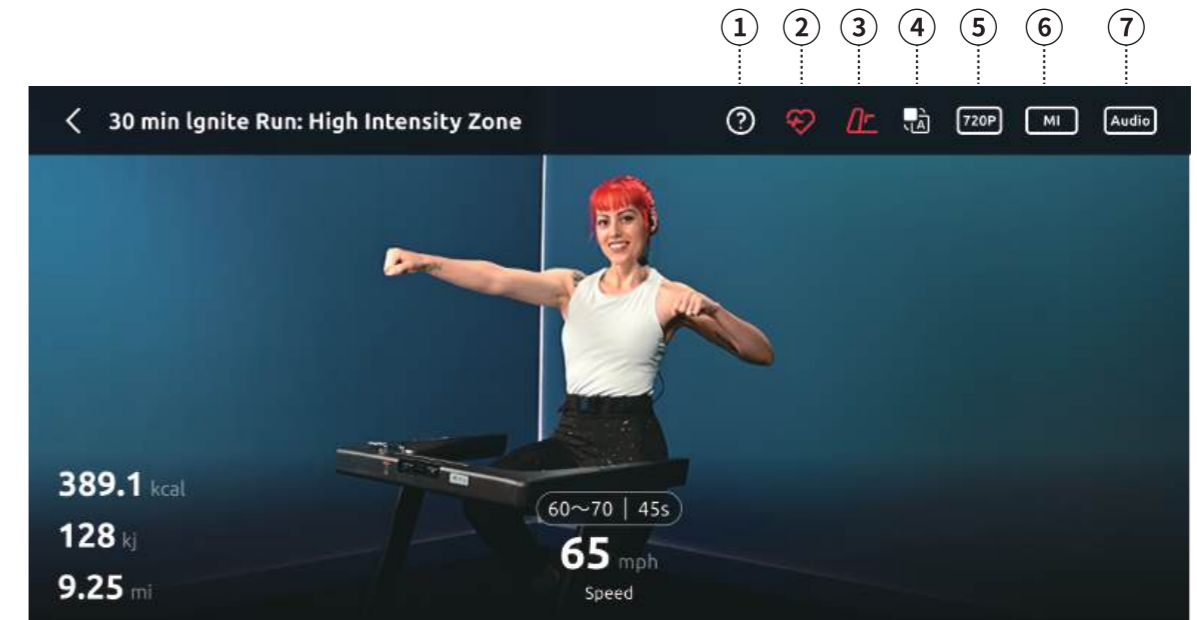 ① ② ③ ④ ⑤ ⑥ ⑦
30 min lgnite Run: High Intensity Zone
? A 720P MI Audio
389.1 kcal
128 kj
9.25 mi
60～70 | 45s
65 mph
Speed